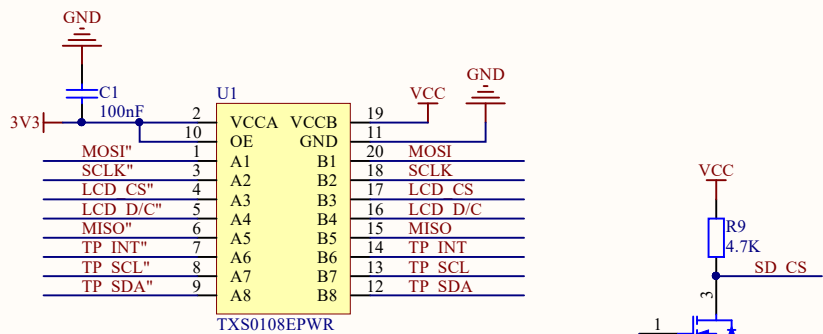 GND
C1
100nF
3V3
U1
VCC
GND
2 VCCA VCCB 19
10 OE GND 11
MOSI" 1 A1 B1 20 MOSI
SCLK" 3 A2 B2 18 SCLK
LCD_CS" 4 A3 B3 17 LCD_CS
LCD_D/C" 5 A4 B4 16 LCD_D/C
MISO" 6 A5 B5 15 MISO
TP_INT" 7 A6 B6 14 TP_INT
TP_SCL" 8 A7 B7 13 TP_SCL
TP_SDA" 9 A8 B8 12 TP_SDA
TXS0108EPWR
VCC
R9
4.7K
SD_CS
3
1